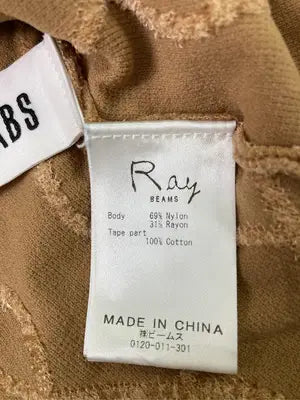 ABS
Ray
BEAMS
Body 69% Nylon
31% Rayon
Tape part
100% Cotton
MADE IN CHINA
㈱ビームス
0120-011-301